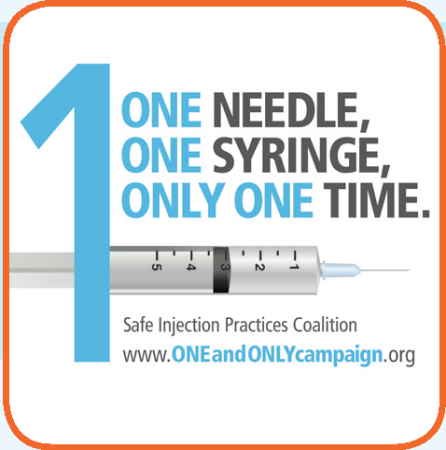 1
ONE NEEDLE,
ONE SYRINGE,
ONLY ONE TIME.
5 4 3 2 1
Safe Injection Practices Coalition
www.ONEandONLYcampaign.org